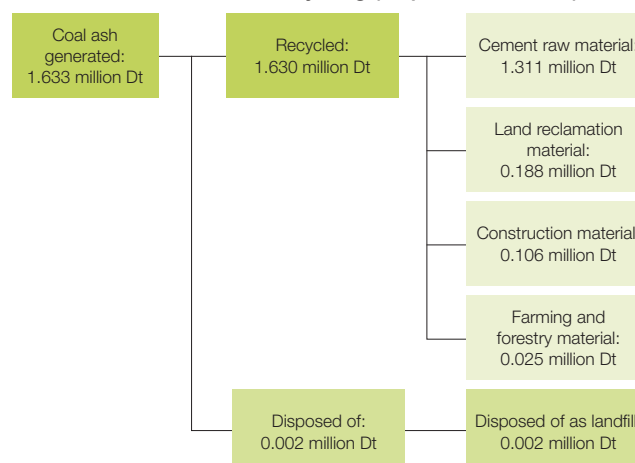 Coal ash
generated:
1.633 million Dt
Recycled:
1.630 million Dt
Cement raw material:
1.311 million Dt
Land reclamation
material:
0.188 million Dt
Construction material:
0.106 million Dt
Farming and
forestry material:
0.025 million Dt
Disposed of:
0.002 million Dt
Disposed of as landfill:
0.002 million Dt